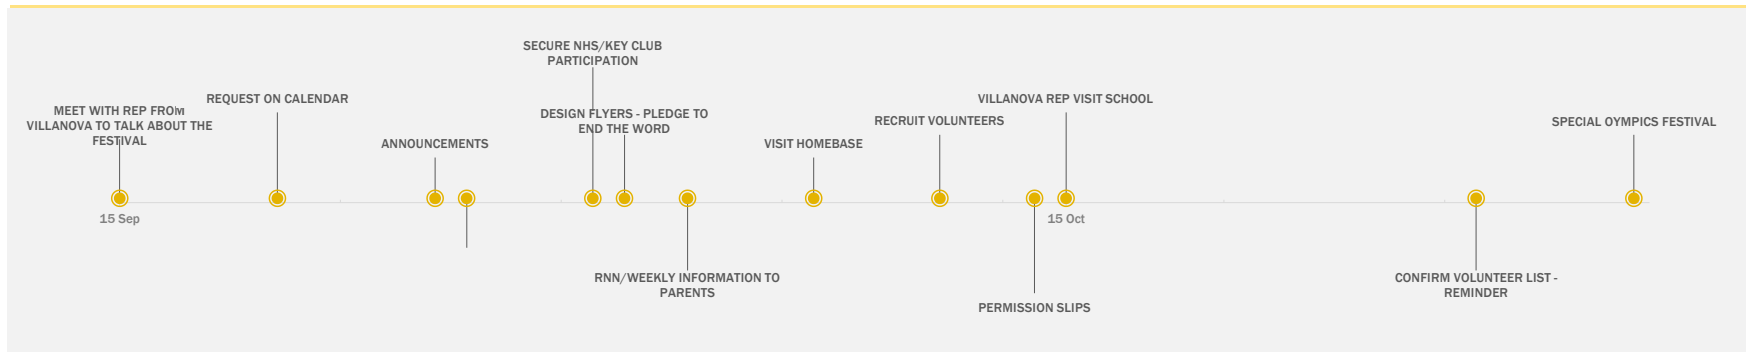 SECURE NHS/KEY CLUB
PARTICIPATION
MEET WITH REP FROM
VILLANOVA TO TALK ABOUT THE
FESTIVAL
REQUEST ON CALENDAR
ANNOUNCEMENTS
DESIGN FLYERS - PLEDGE TO
END THE WORD
VISIT HOMEBASE
RECRUIT VOLUNTEERS
VILLANOVA REP VISIT SCHOOL
SPECIAL OYMPICS FESTIVAL
15 Sep
15 Oct
RNN/WEEKLY INFORMATION TO
PARENTS
PERMISSION SLIPS
CONFIRM VOLUNTEER LIST -
REMINDER